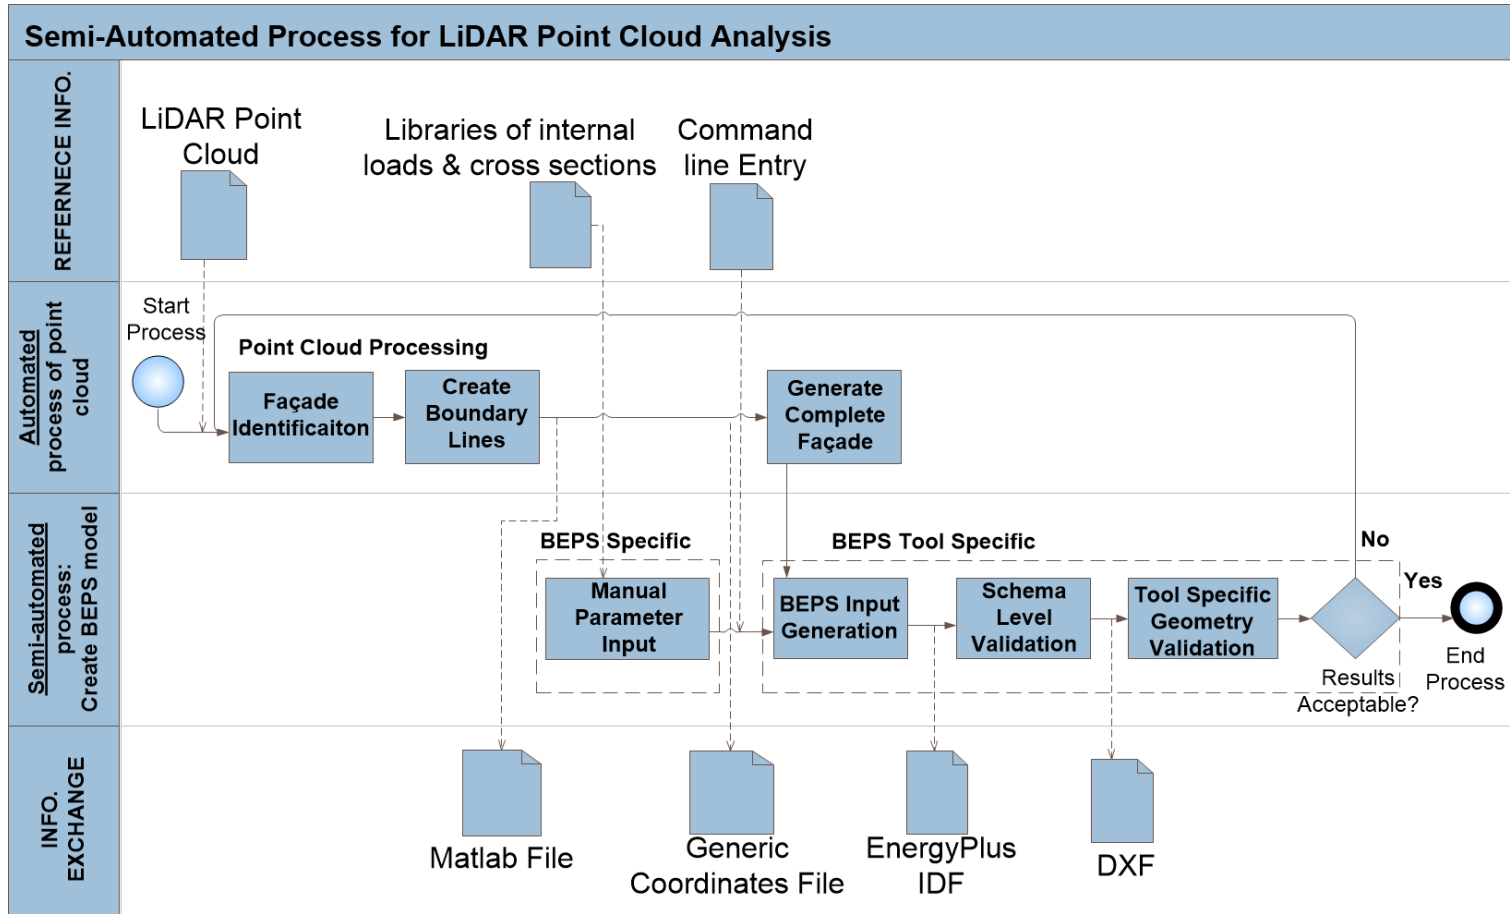 Semi-Automated Process for LiDAR Point Cloud Analysis
REFERNECE INFO.
LiDAR Point
Cloud
Libraries of internal
loads & cross sections
Command
line Entry
Automated
process of point
cloud
Start
Process
Point Cloud Processing
Façade
Identificaiton
Create
Boundary
Lines
Generate
Complete
Façade
Semi-automated
process:
Create BEPS model
BEPS Specific
Manual
Parameter
Input
BEPS Tool Specific
BEPS Input
Generation
Schema
Level
Validation
Tool Specific
Geometry
Validation
No
Yes
Results
Acceptable?
End
Process
INFO.
EXCHANGE
Matlab File
Generic
Coordinates File
EnergyPlus
IDF
DXF